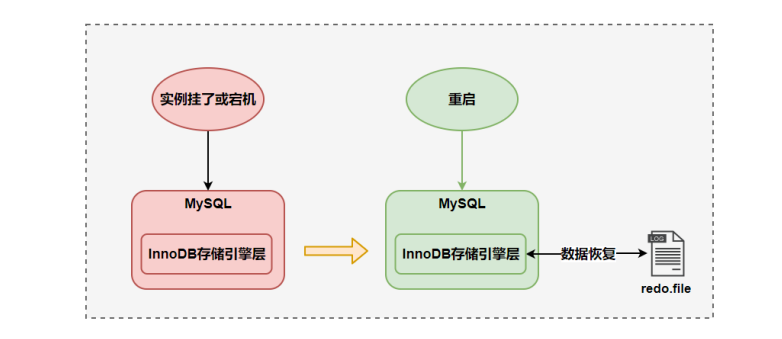 实例挂了或宕机
重启
MySQL
MySQL
InnoDB存储引擎层
InnoDB存储引擎层
数据恢复
LOG
redo.file